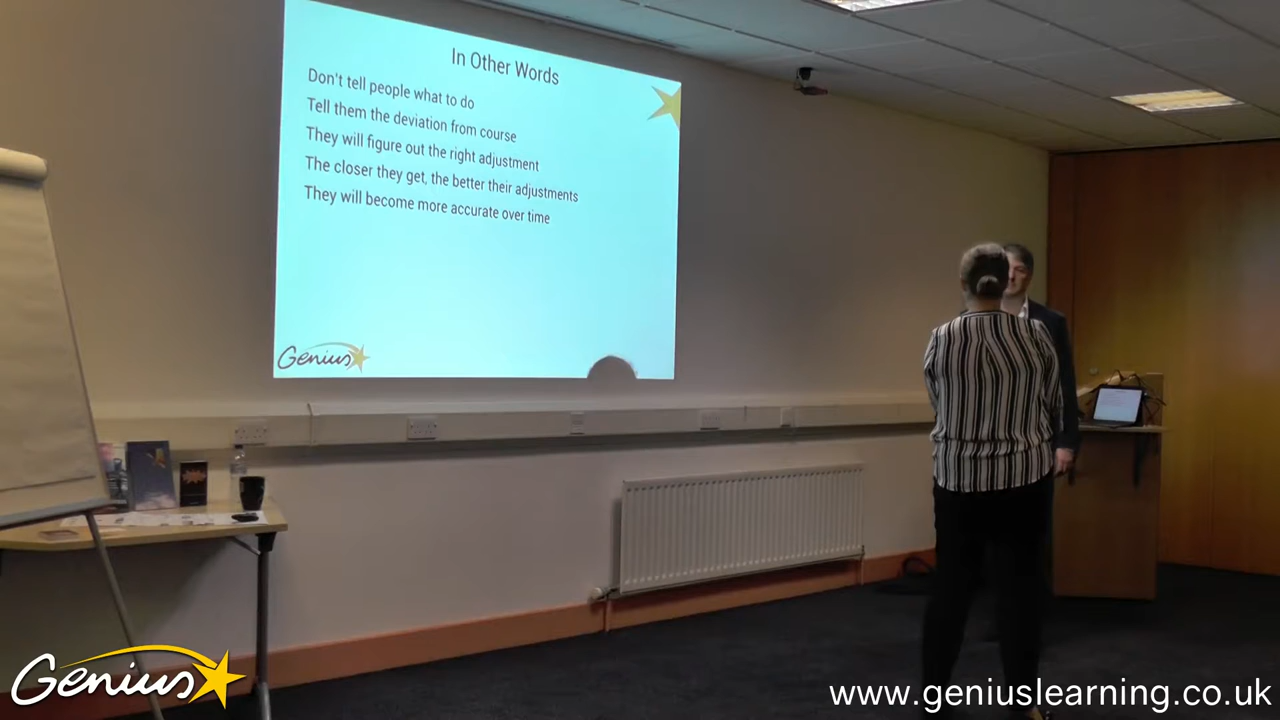 In Other Words
Don't tell people what to do
Tell them the deviation from course
They will figure out the right adjustment
The closer they get, the better their adjustments
They will become more accurate over time
Genius
Genius
www.geniuslearning.co.uk